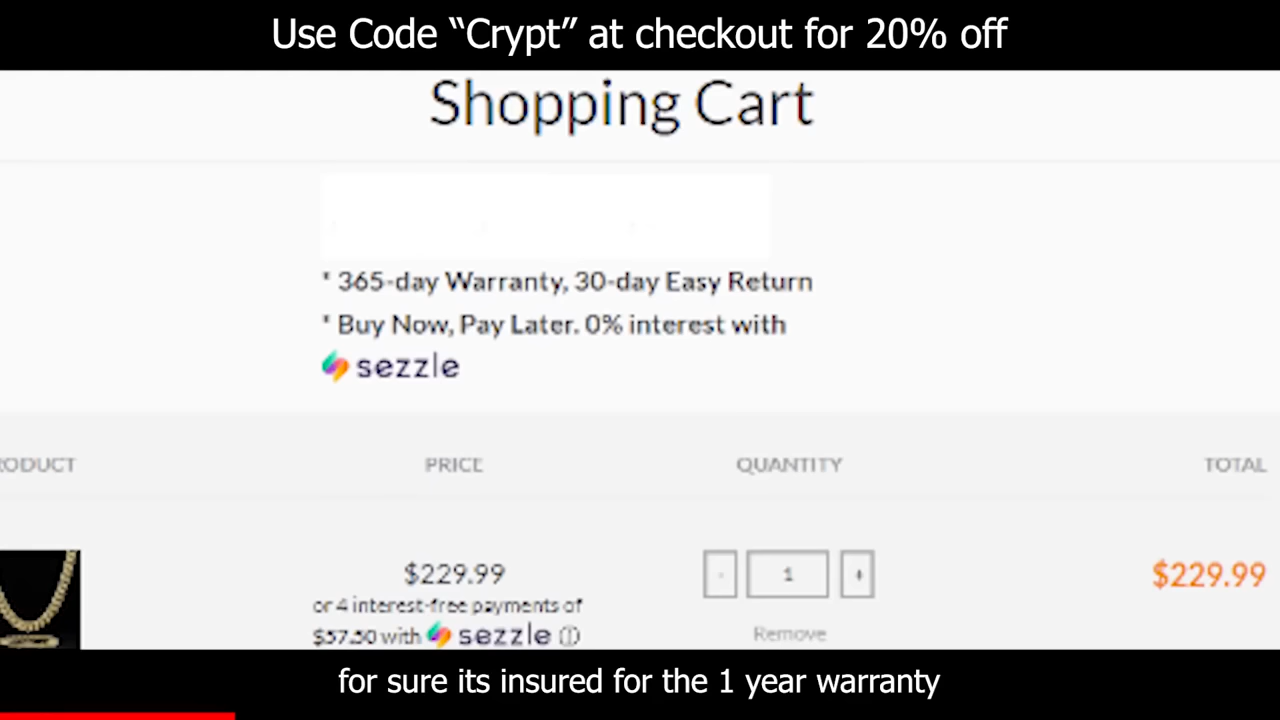 Use Code “Crypt” at checkout for 20% off
Shopping Cart
* 365-day Warranty, 30-day Easy Return
* Buy Now, Pay Later. 0% interest with
sezzle
RODUCT PRICE QUANTITY TOTAL
$229.99 - 1 + $229.99
or 4 interest-free payments of
$57.50 with sezzle ⓘ
Remove
for sure its insured for the 1 year warranty